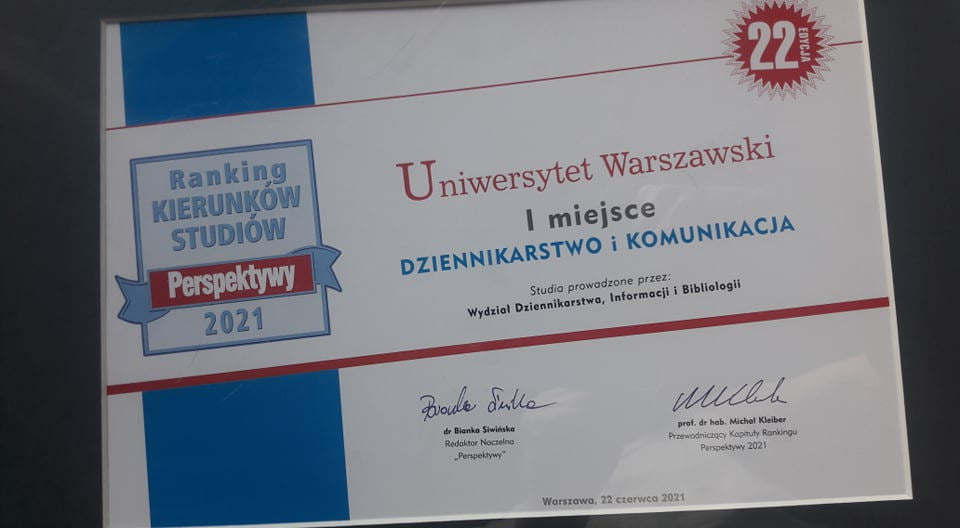 22
EDYCJA
Ranking
KIERUNKÓW
STUDIÓW
Perspektywy
2021
Uniwersytet Warszawski
I miejsce
DZIENNIKARSTWO i KOMUNIKACJA
Studia prowadzone przez:
Wydział Dziennikarstwa, Informacji i Bibliologii
dr Bianka Siwińska
Redaktor Naczelna
„Perspektywy”
prof. dr hab. Michał Kleiber
Przewodniczący Kapituły Rankingu
Perspektywy 2021
Warszawa, 22 czerwca 2021